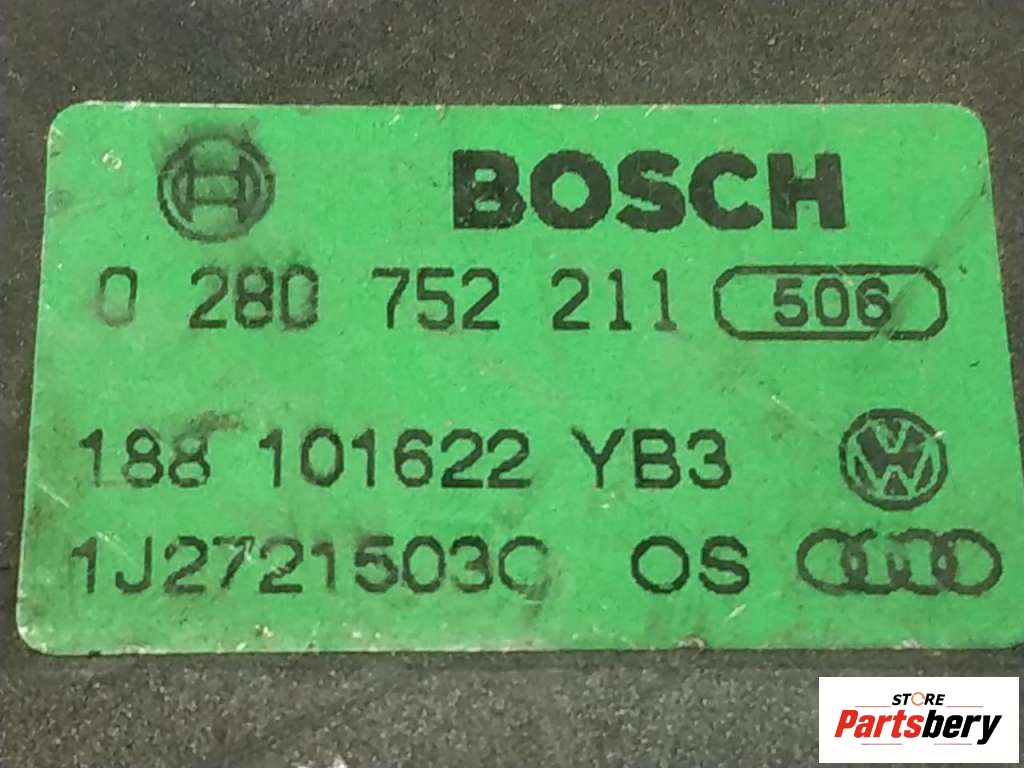 BOSCH
0 280 752 211 506
188 101622 YB3
1J2721503C OS
STORE
Partsbery